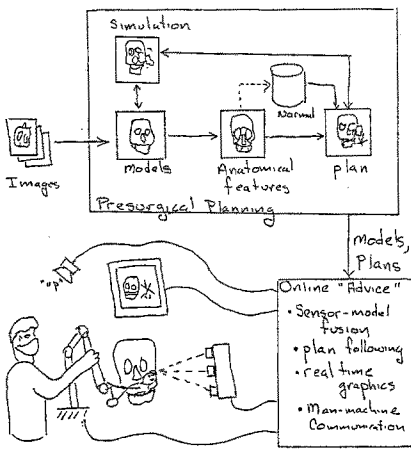 Simulation
Normal
Images
Models
Anatomical
features
plan
Presurgical Planning
Models,
Plans
"up"
Online "Advice"
• Sensor-model
fusion
• plan following
• real time
graphics
• Man-machine
Communication